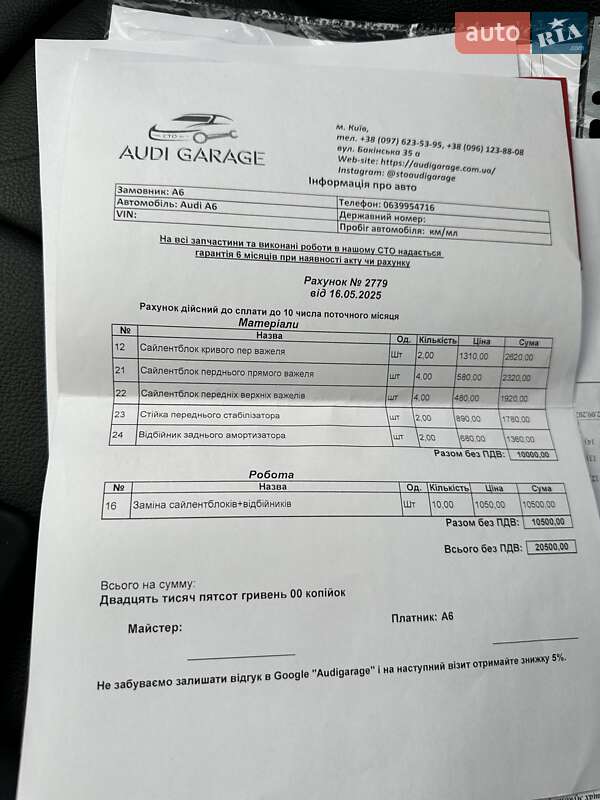 auto RIA.com
СТО
AUDI GARAGE
м. Київ,
тел. +38 (097) 623-53-95, +38 (096) 123-88-08
вул. Бакінська 35 а
Web-site: https://audigarage.com.ua/
Instagram: @stoaudigarage
Інформація про авто
Замовник: A6
Автомобіль: Audi A6 Телефон: 0639954716
VIN: Державний номер:
Пробіг автомобіля: км/мл
На всі запчастини та виконані роботи в нашому СТО надається
гарантія 6 місяців при наявності акту чи рахунку
Рахунок № 2779
від 16.05.2025
Рахунок дійсний до сплати до 10 числа поточного місяця
Матеріали
№ Назва Од. Кількість Ціна Сума
12 Сайлентблок кривого пер важеля Шт 2,00 1310,00 2620,00
21 Сайлентблок перднього прямого важеля Шт 4,00 580,00 2320,00
22 Сайлентблок передніх верхніх важелів Шт 4,00 480,00 1920,00
23 Стійка переднього стабілізатора шт 2,00 890,00 1780,00
24 Відбійник заднього амортизатора шт 2,00 680,00 1360,00
Разом без ПДВ: 10000,00
Робота
№ Назва Од. Кількість Ціна Сума
16 Заміна сайлентблоків+відбійників Шт 10,00 1050,00 10500,00
Разом без ПДВ: 10500,00
Всього без ПДВ: 20500,00
Всього на сумму:
Двадцять тисяч пятсот гривень 00 копійок
Майстер: Платник: A6
Не забуваємо залишати відгук в Google "Audigarage" і на наступний візит отримайте знижку 5%.